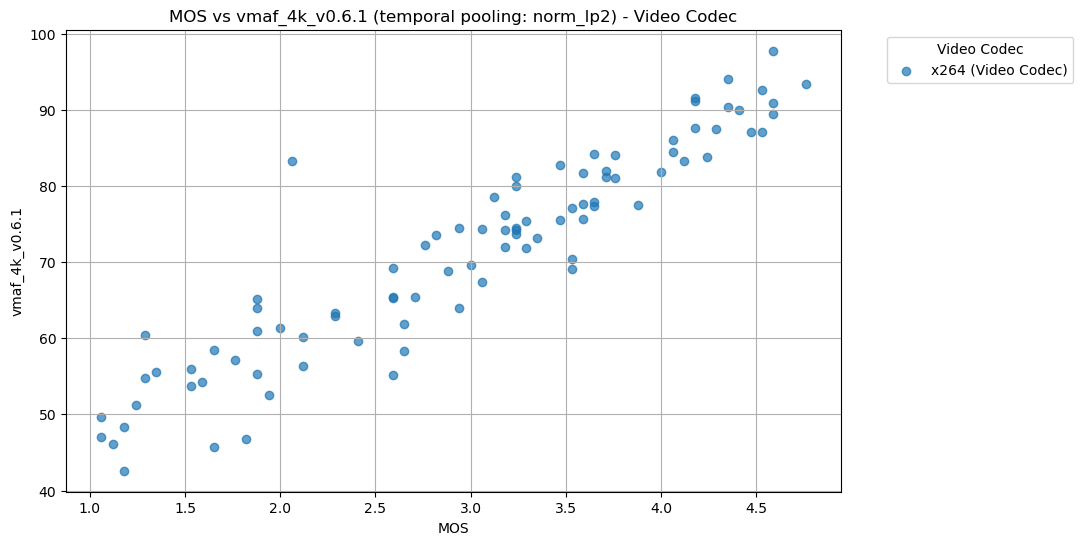 MOS vs vmaf_4k_v0.6.1 (temporal pooling: norm_lp2) - Video Codec
Video Codec
x264 (Video Codec)
vmaf_4k_v0.6.1
100
90
80
70
60
50
40
1.0 1.5 2.0 2.5 3.0 3.5 4.0 4.5
MOS